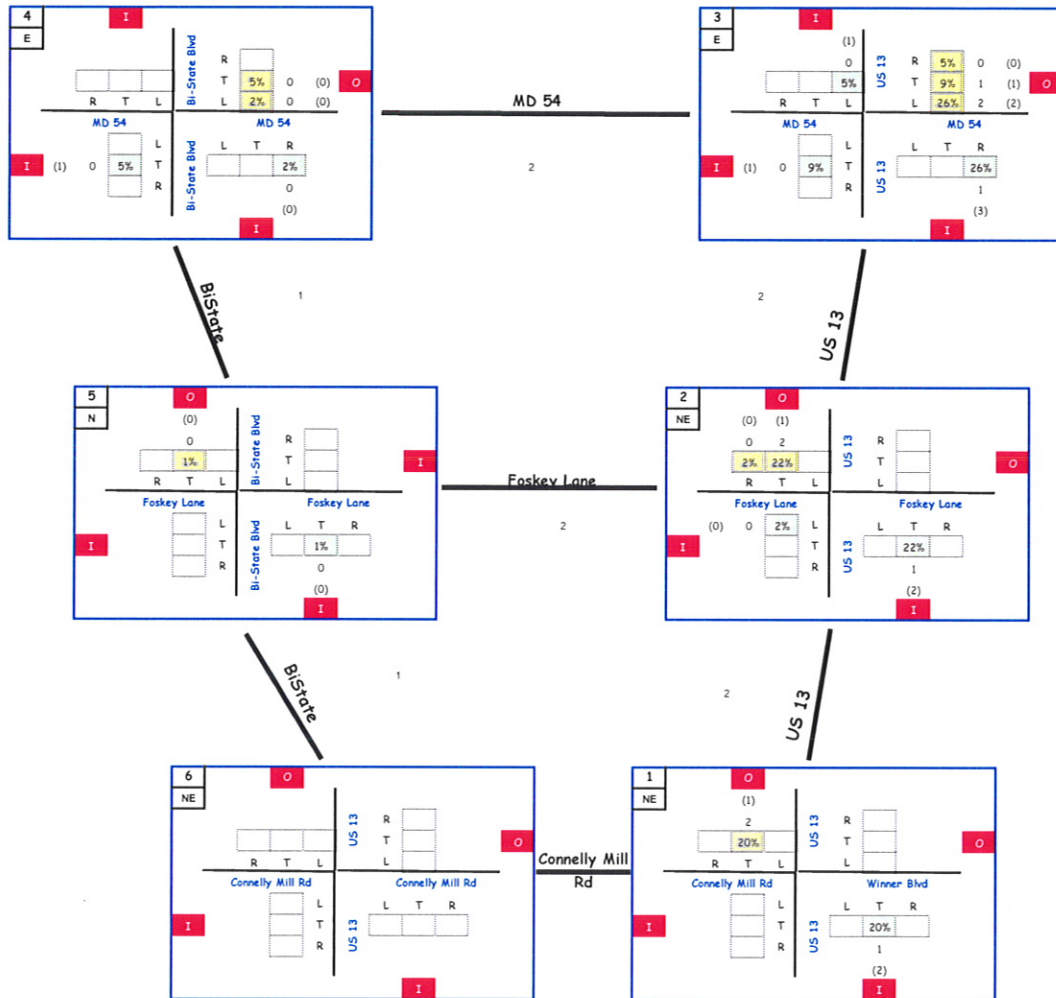 4
E
I
Bi-State Blvd
R
T 5% 0 (0) O
L 2% 0 (0)
R T L
MD 54 MD 54
I (1) 0 5% L T R
Bi-State Blvd
L T R
2%
0
(0)
I
MD 54
2
3
E
I
(1)
0
5%
R T L
US 13
R 5% 0 (0)
T 9% 1 (1) O
L 26% 2 (2)
MD 54 MD 54
I (1) 0 9% L T R
US 13
L T R
26%
1
(3)
I
BiState
1
2
US 13
5
N
O
(0)
0
1%
R T L
Bi-State Blvd
R
T I
L
Foskey Lane Foskey Lane
I L T R
Bi-State Blvd
L T R
1%
0
(0)
I
Foskey Lane
2
2
NE
O
(0) (1)
0 2
2% 22%
R T L
US 13
R
T O
L
Foskey Lane Foskey Lane
I (0) 0 2% L T R
US 13
L T R
22%
1
(2)
I
BiState
1
2
US 13
6
NE
O
R T L
US 13
R
T O
L
Connelly Mill Rd Connelly Mill Rd
I L T R
US 13
L T R
I
Connelly Mill
Rd
1
NE
O
(1)
2
20%
R T L
US 13
R
T O
L
Connelly Mill Rd Winner Blvd
I L T R
US 13
L T R
20%
1
(2)
I